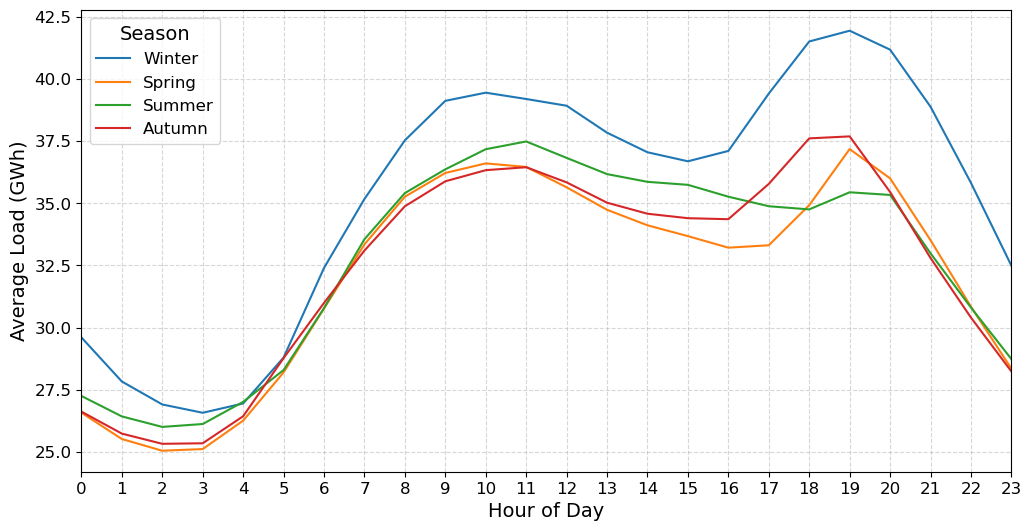 42.5
40.0
37.5
35.0
32.5
30.0
27.5
25.0
Average Load (GWh)
Season
Winter
Spring
Summer
Autumn
0 1 2 3 4 5 6 7 8 9 10 11 12 13 14 15 16 17 18 19 20 21 22 23
Hour of Day